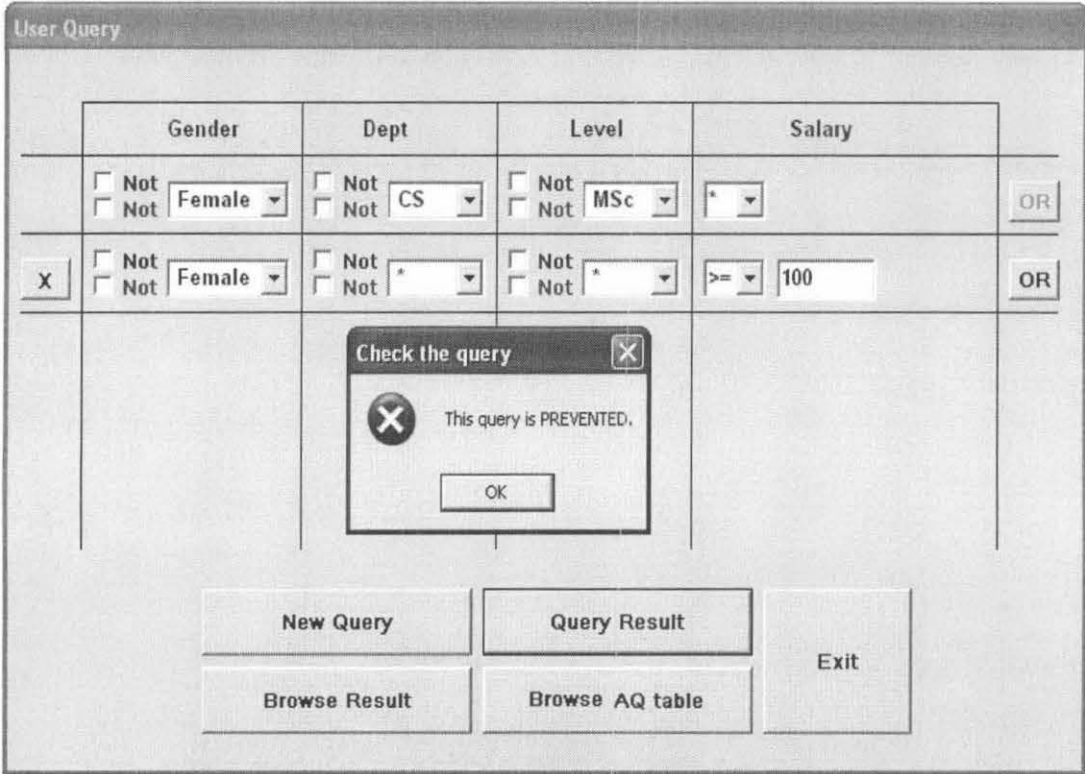 User Query
Gender Dept Level Salary
Not Not Not
Not Female Not CS Not MSc * OR
Not Not Not
X Not Female Not * Not * >= 100 OR
Check the query
This query is PREVENTED.
OK
New Query Query Result
Exit
Browse Result Browse AQ table